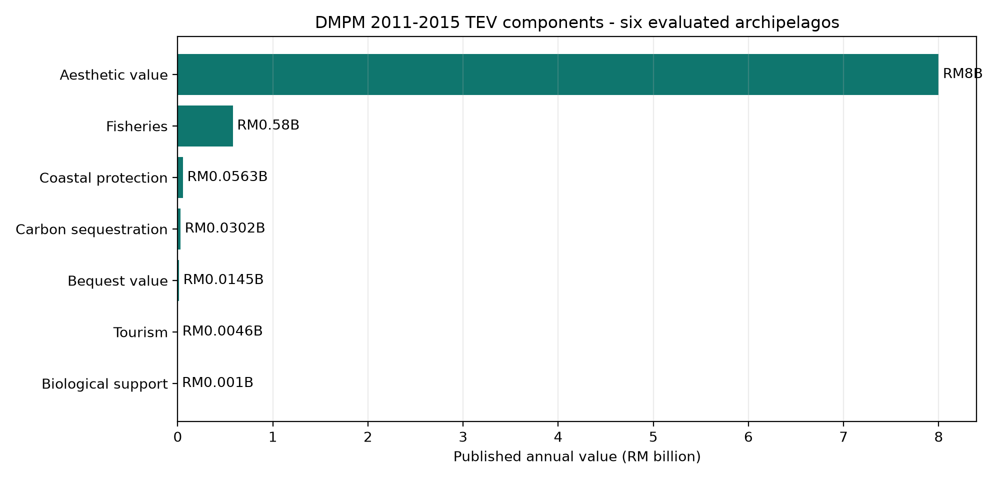 DMPM 2011-2015 TEV components - six evaluated archipelagos
Aesthetic value
RM8B
Fisheries
RM0.58B
Coastal protection
RM0.0563B
Carbon sequestration
RM0.0302B
Bequest value
RM0.0145B
Tourism
RM0.0046B
Biological support
RM0.001B
0 1 2 3 4 5 6 7 8
Published annual value (RM billion)